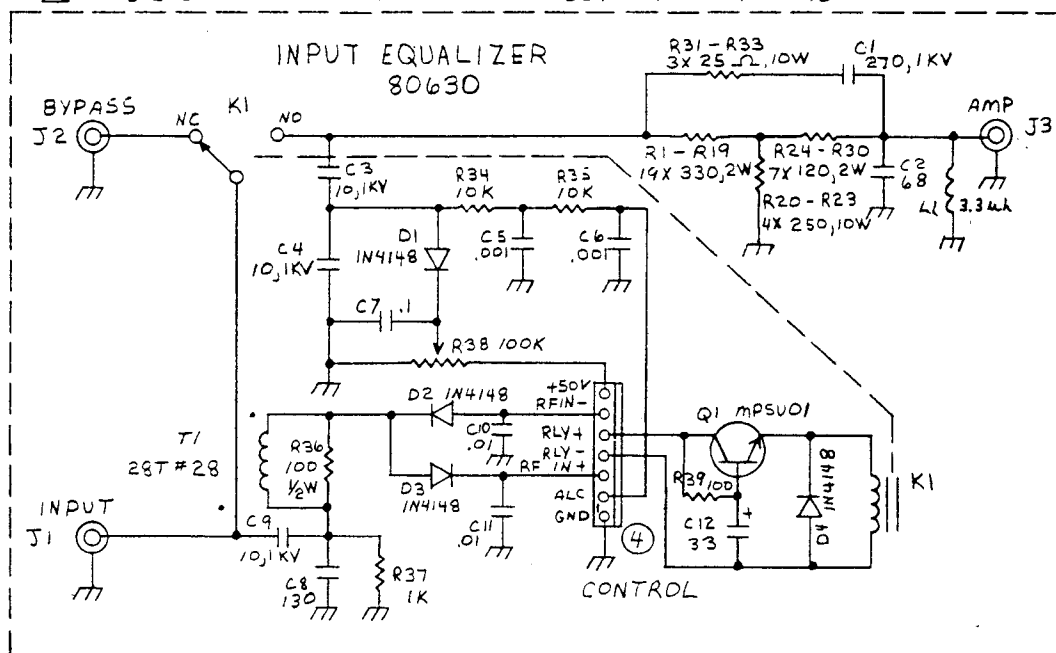 INPUT EQUALIZER
80630
R31-R33
3X 25 Ω, 10W
C1
270, 1KV
BYPASS
J2
NC
K1
NO
AMP
J3
R1-R19
19X 330, 2W
R24-R30
7X 120, 2W
C2
68
R20-R23
4X 250, 10W
L1
3.3uh
C3
10, 1KV
R34
10K
R35
10K
D1
1N4148
C5
.001
C6
.001
C4
10, 1KV
C7
.1
R38 100K
D2 1N4148
+50V
RFIN-
RLY+
RLY-
RF IN+
ALC
GND
1
Q1 MPSU01
T1
28T #28
R36
100
1/2W
C10
.01
D3
1N4148
C11
.01
R39 100
C12
33
+
D4
1N4148
K1
INPUT
J1
C9
10, 1KV
C8
130
R37
1K
4
CONTROL